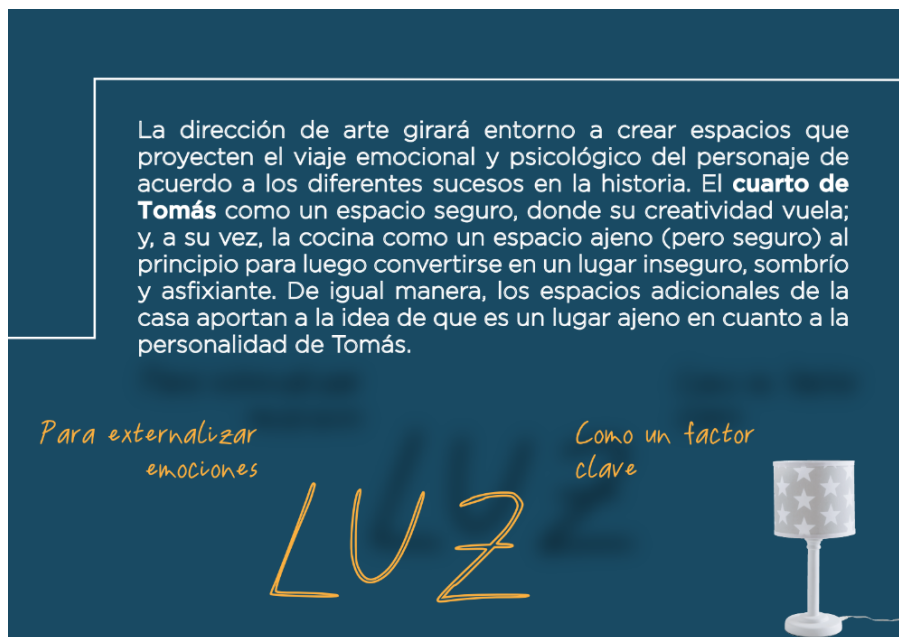 La dirección de arte girará entorno a crear espacios que
proyecten el viaje emocional y psicológico del personaje de
acuerdo a los diferentes sucesos en la historia. El cuarto de
Tomás como un espacio seguro, donde su creatividad vuela;
y, a su vez, la cocina como un espacio ajeno (pero seguro) al
principio para luego convertirse en un lugar inseguro, sombrío
y asfixiante. De igual manera, los espacios adicionales de la
casa aportan a la idea de que es un lugar ajeno en cuanto a la
personalidad de Tomás.
Para externalizar
emociones
LUZ
Como un factor
clave